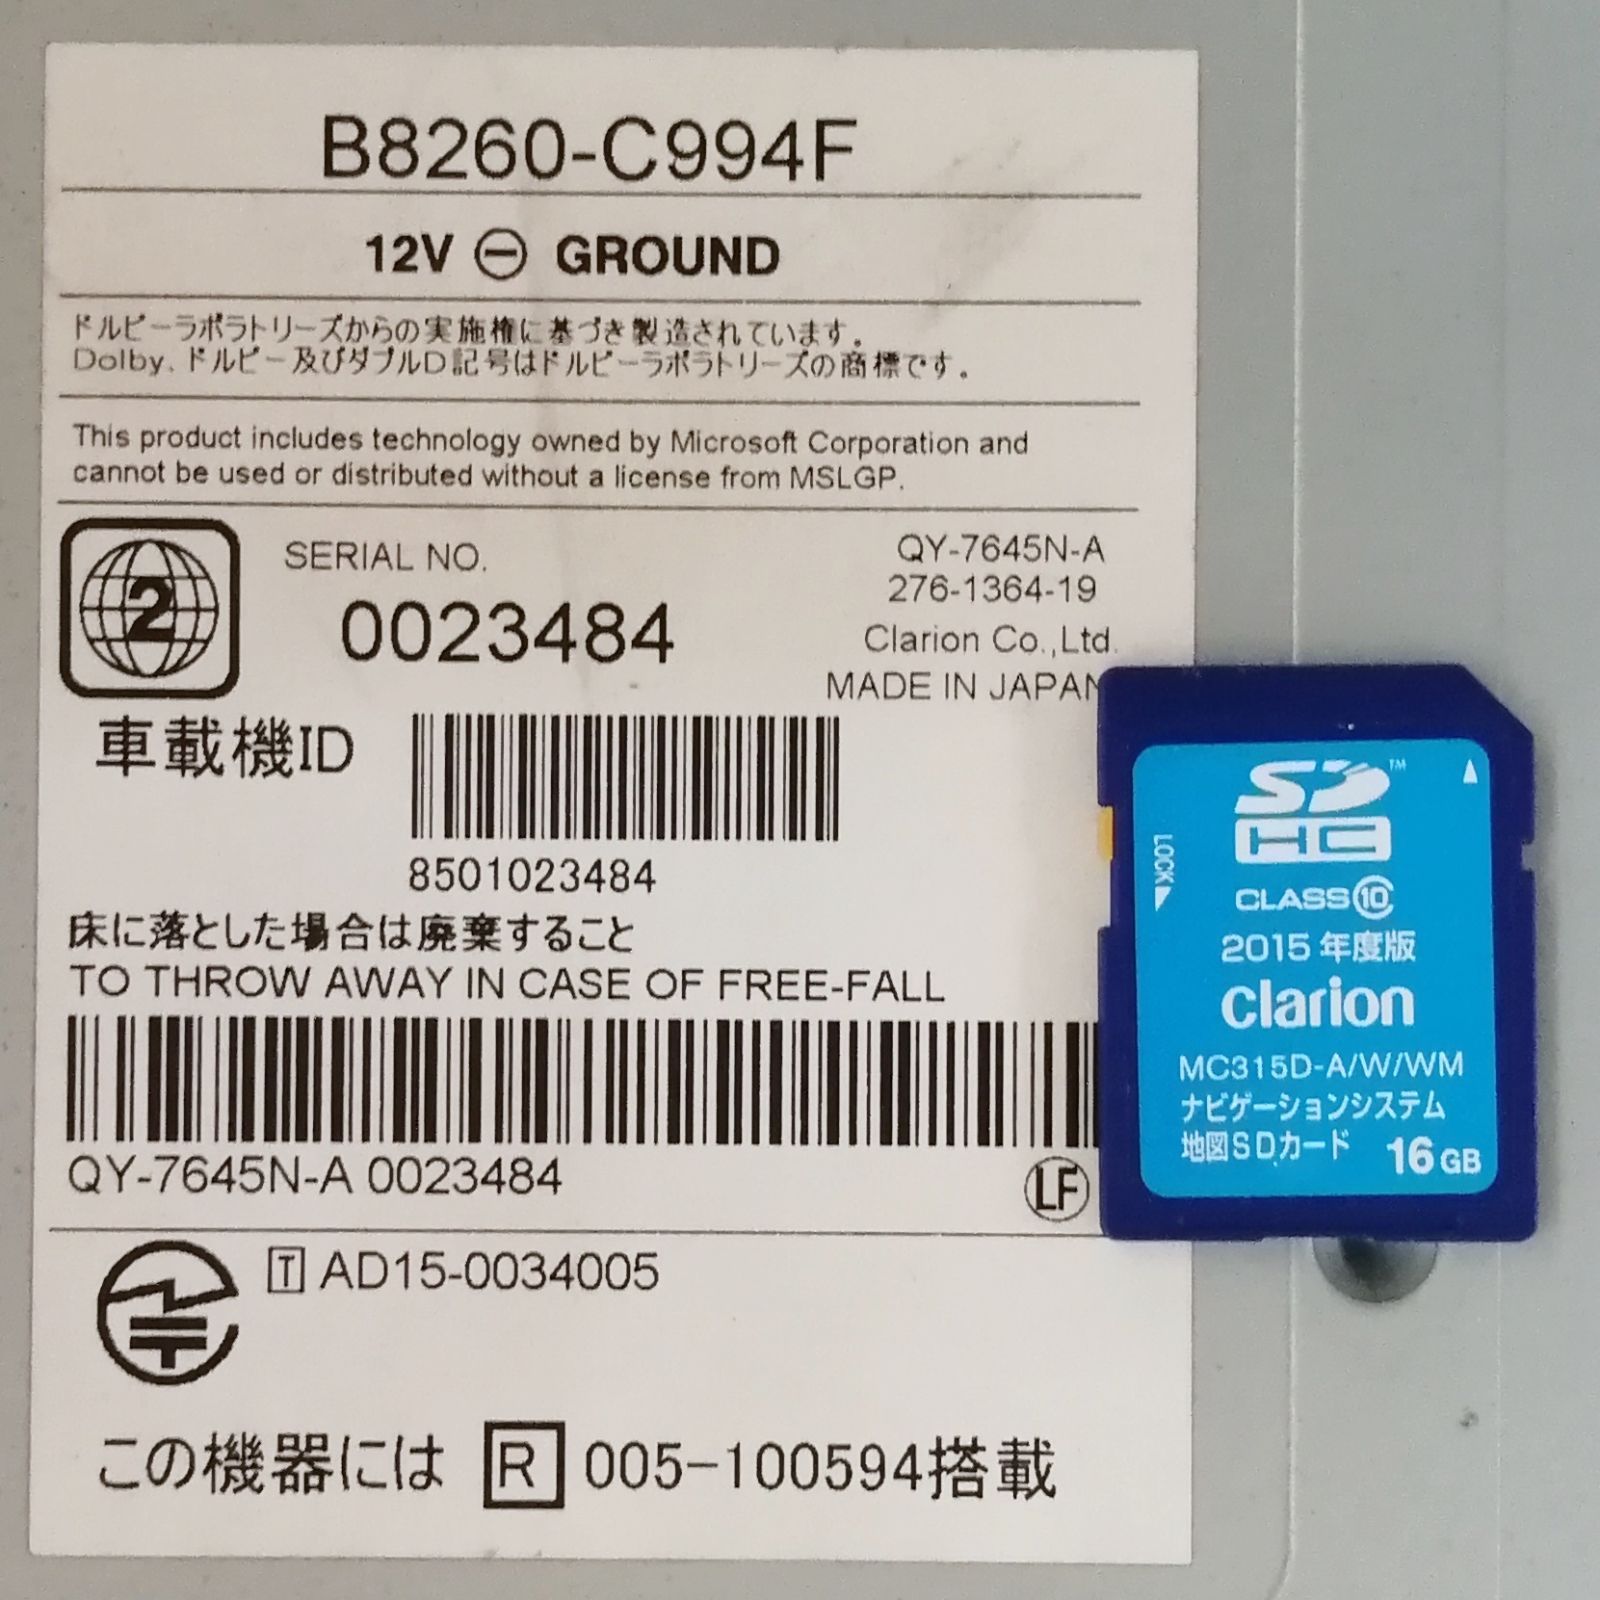 B8260-C994F
12V ⊖ GROUND
ドルビーラボラトリーズからの実施権に基づき製造されています。
Dolby、ドルビー及びダブルD記号はドルビーラボラトリーズの商標です。
This product includes technology owned by Microsoft Corporation and
cannot be used or distributed without a license from MSLGP.
2
SERIAL NO.
0023484
QY-7645N-A
276-1364-19
Clarion Co.,Ltd.
MADE IN JAPAN
車載機ID
8501023484
床に落とした場合は廃棄すること
TO THROW AWAY IN CASE OF FREE-FALL
QY-7645N-A 0023484
LF
T AD15-0034005
この機器には R 005-100594搭載
SD™
HC
LOCK
CLASS⑩
2015 年度版
clarion
MC315D-A/W/WM
ナビゲーションシステム
地図SDカード 16GB